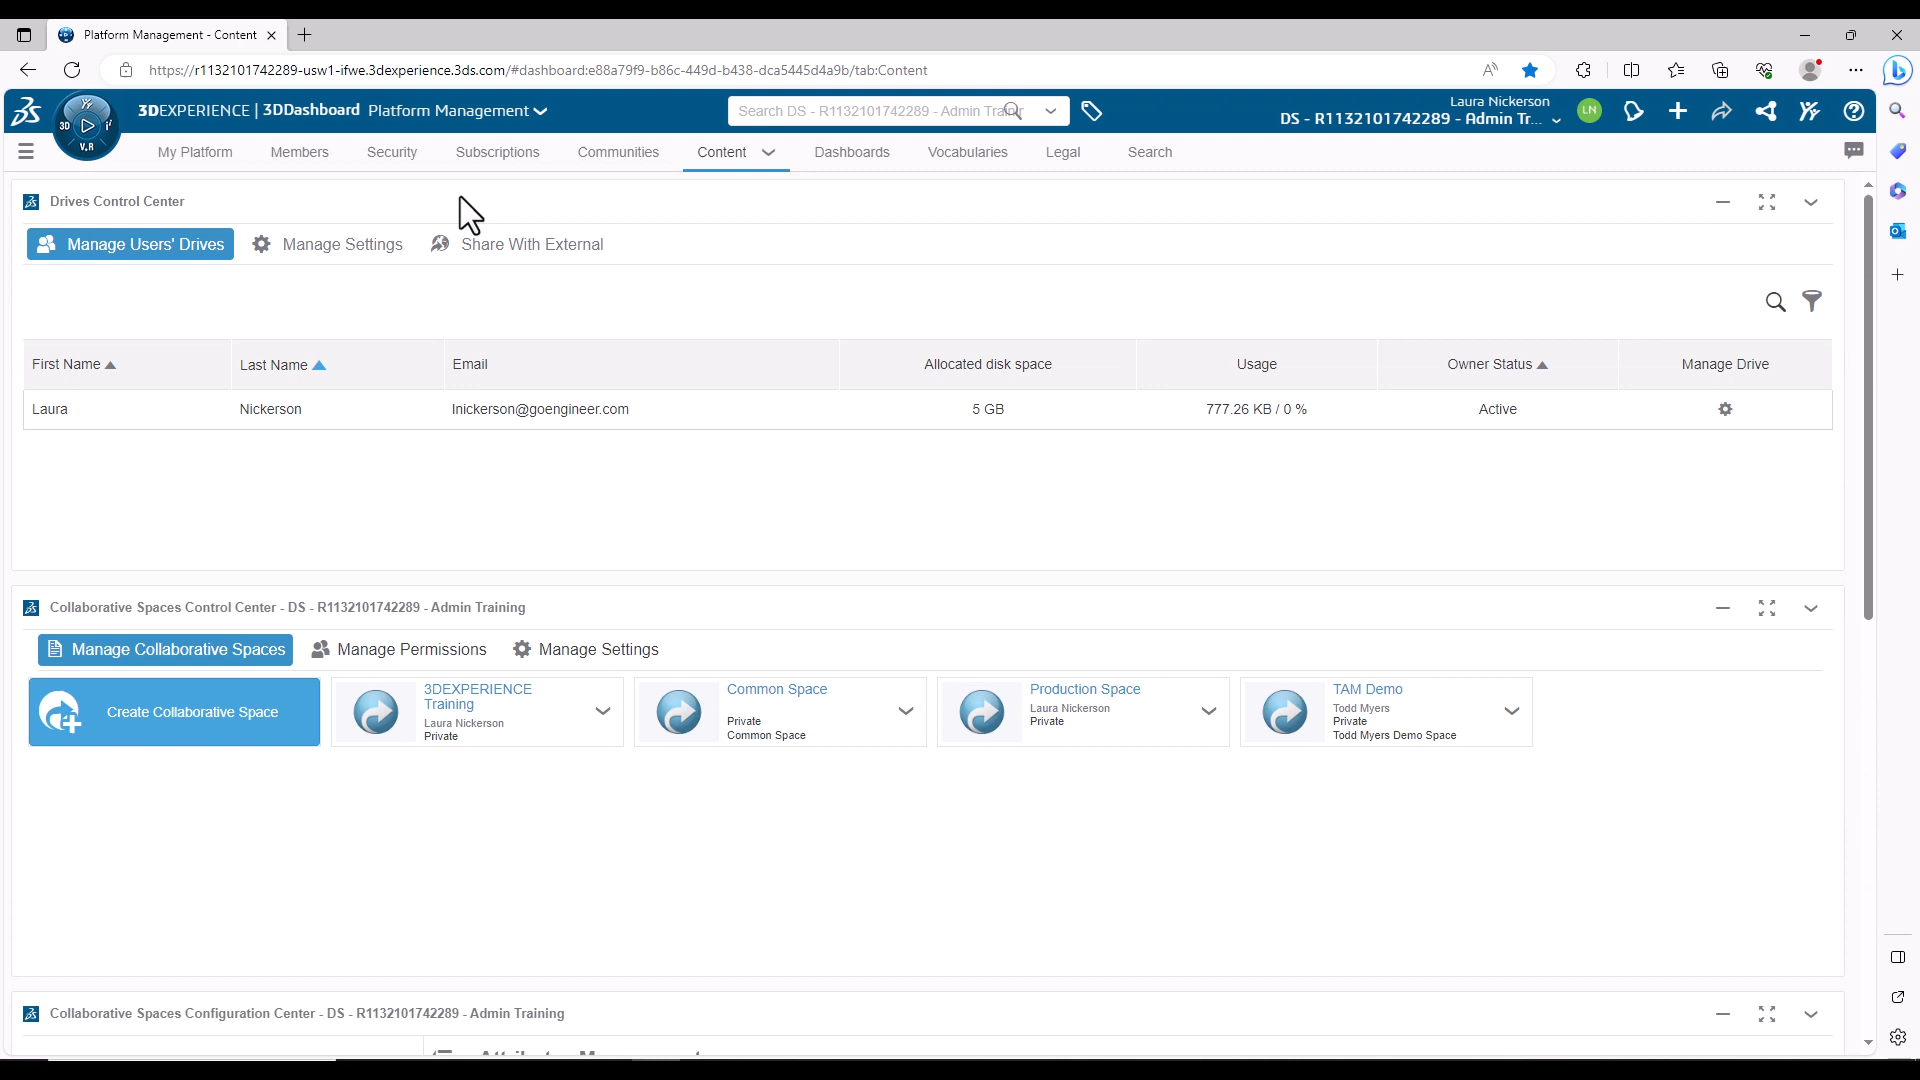 Platform Management - Content
https://r1132101742289-usw1-ifwe.3dexperience.3ds.com/#dashboard:e88a79f9-b86c-449d-b438-dca5445d4a9b/tab:Content
3DEXPERIENCE | 3DDashboard Platform Management
Search DS - R1132101742289 - Admin
Laura Nickerson
DS - R1132101742289 - Admin Tr...
LN
3D
V.R
My Platform Members Security Subscriptions Communities Content Dashboards Vocabularies Legal Search
Drives Control Center
Manage Users' Drives Manage Settings Share With External
First Name Last Name Email Allocated disk space Usage Owner Status Manage Drive
Laura Nickerson lnickerson@goengineer.com 5 GB 777.26 KB / 0 % Active
Collaborative Spaces Control Center - DS - R1132101742289 - Admin Training
Manage Collaborative Spaces Manage Permissions Manage Settings
Create Collaborative Space
3DEXPERIENCE
Training
Laura Nickerson
Private
Common Space
Private
Common Space
Production Space
Laura Nickerson
Private
TAM Demo
Todd Myers
Private
Todd Myers Demo Space
Collaborative Spaces Configuration Center - DS - R1132101742289 - Admin Training